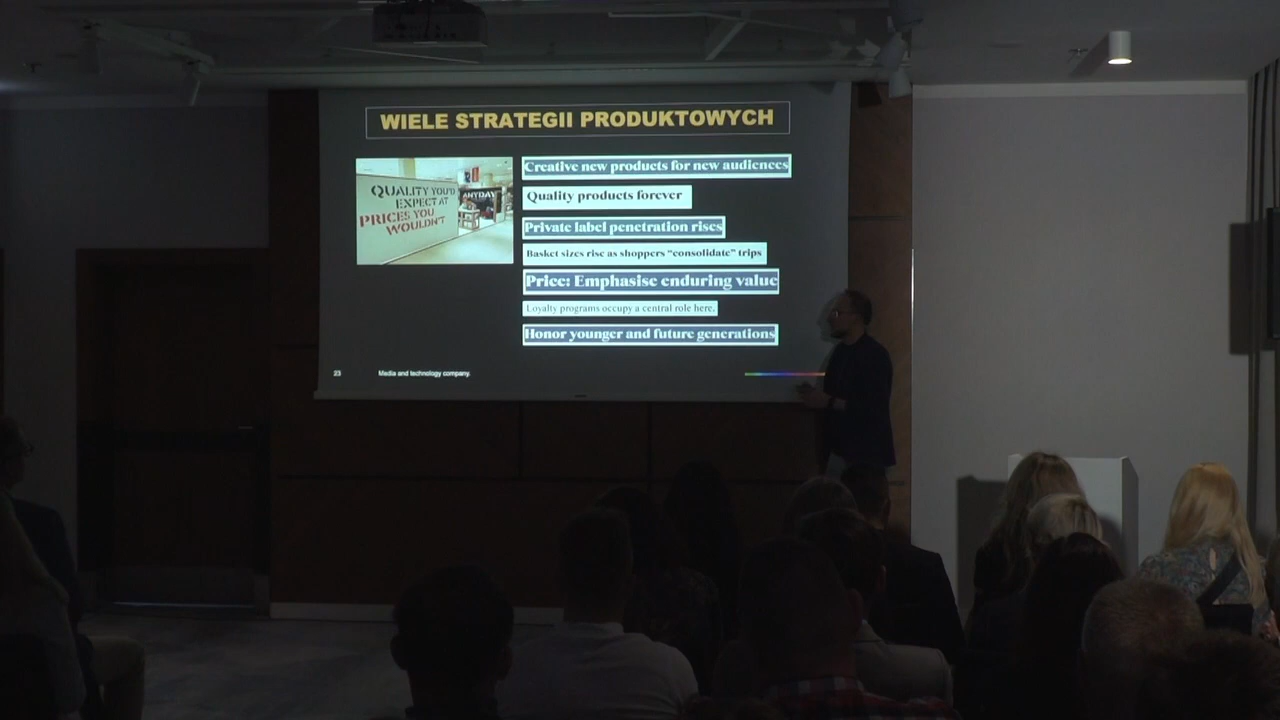 WIELE STRATEGII PRODUKTOWYCH
QUALITY YOU'D
EXPECT AT
PRICES YOU
WOULDN'T
ANYDAY
Creative new products for new audiences
Quality products forever
Private label penetration rises
Basket sizes rise as shoppers “consolidate” trips
Price: Emphasise enduring value
Loyalty programs occupy a central role here.
Honor younger and future generations
23
Media and technology company.